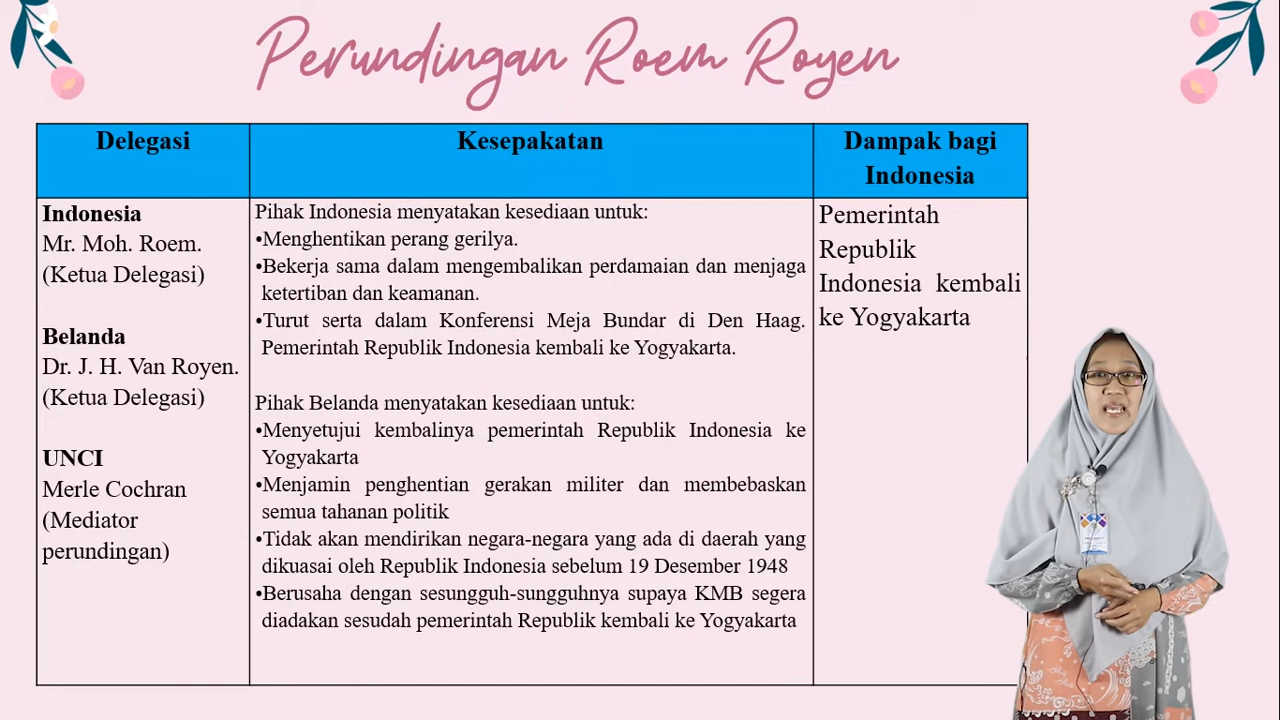 Perundingan Roem Royen
Delegasi
Kesepakatan
Dampak bagi
Indonesia
Indonesia
Mr. Moh. Roem.
(Ketua Delegasi)
Belanda
Dr. J. H. Van Royen.
(Ketua Delegasi)
UNCI
Merle Cochran
(Mediator
perundingan)
Pihak Indonesia menyatakan kesediaan untuk:
•Menghentikan perang gerilya.
•Bekerja sama dalam mengembalikan perdamaian dan menjaga
ketertiban dan keamanan.
•Turut serta dalam Konferensi Meja Bundar di Den Haag.
Pemerintah Republik Indonesia kembali ke Yogyakarta.
Pihak Belanda menyatakan kesediaan untuk:
•Menyetujui kembalinya pemerintah Republik Indonesia ke
Yogyakarta
•Menjamin penghentian gerakan militer dan membebaskan
semua tahanan politik
•Tidak akan mendirikan negara-negara yang ada di daerah yang
dikuasai oleh Republik Indonesia sebelum 19 Desember 1948
•Berusaha dengan sesungguh-sungguhnya supaya KMB segera
diadakan sesudah pemerintah Republik kembali ke Yogyakarta
Pemerintah
Republik
Indonesia kembali
ke Yogyakarta